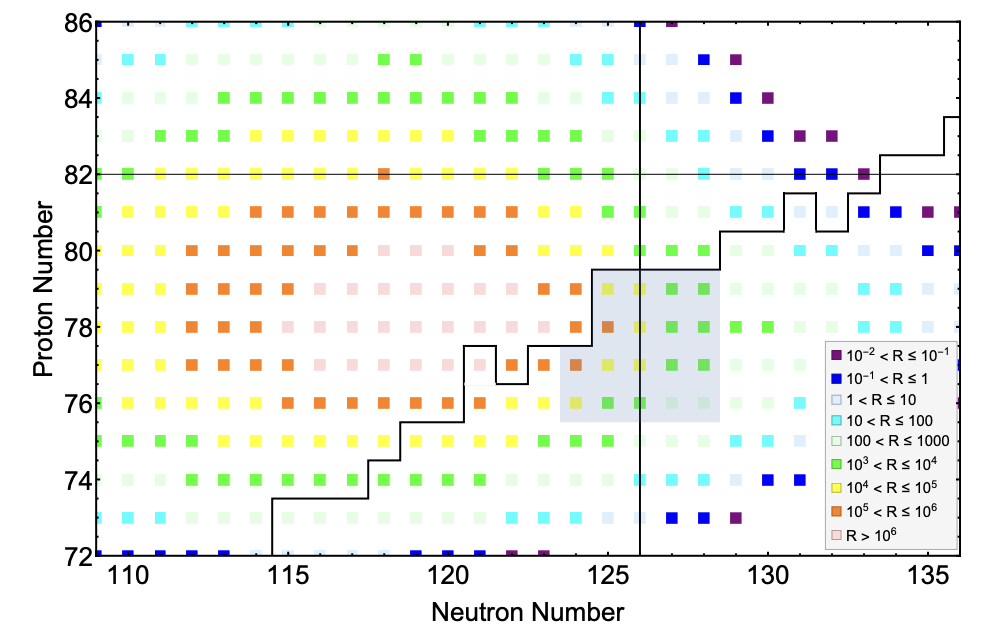 86
84
82
80
78
76
74
72
Proton Number
110
115
120
125
130
135
Neutron Number
10⁻² < R ≤ 10⁻¹
10⁻¹ < R ≤ 1
1 < R ≤ 10
10 < R ≤ 100
100 < R ≤ 1000
10³ < R ≤ 10⁴
10⁴ < R ≤ 10⁵
10⁵ < R ≤ 10⁶
R > 10⁶